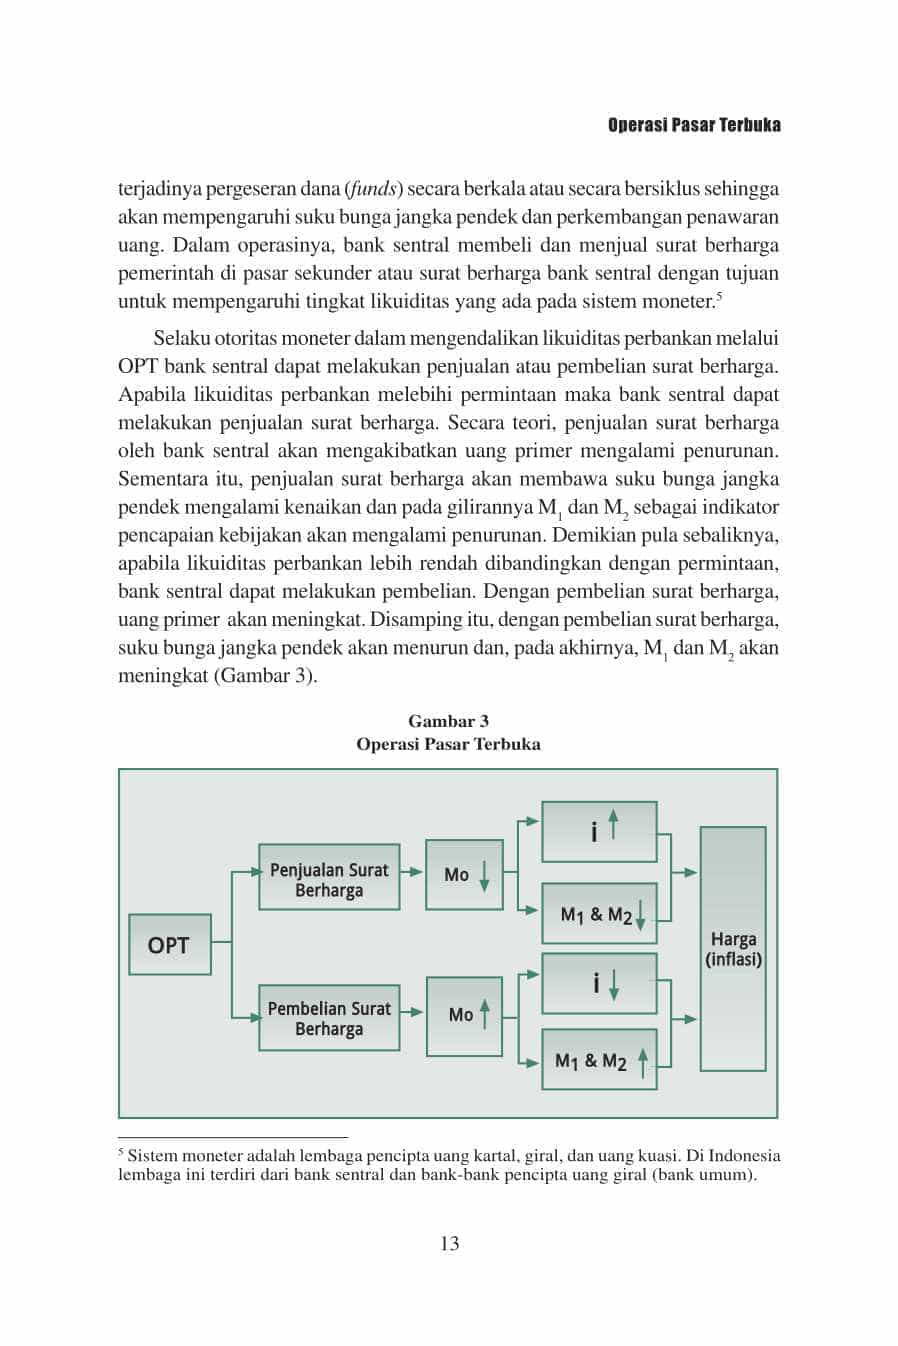 Operasi Pasar Terbuka
terjadinya pergeseran dana (funds) secara berkala atau secara bersiklus sehingga
akan mempengaruhi suku bunga jangka pendek dan perkembangan penawaran
uang. Dalam operasinya, bank sentral membeli dan menjual surat berharga
pemerintah di pasar sekunder atau surat berharga bank sentral dengan tujuan
untuk mempengaruhi tingkat likuiditas yang ada pada sistem moneter.⁵
Selaku otoritas moneter dalam mengendalikan likuiditas perbankan melalui
OPT bank sentral dapat melakukan penjualan atau pembelian surat berharga.
Apabila likuiditas perbankan melebihi permintaan maka bank sentral dapat
melakukan penjualan surat berharga. Secara teori, penjualan surat berharga
oleh bank sentral akan mengakibatkan uang primer mengalami penurunan.
Sementara itu, penjualan surat berharga akan membawa suku bunga jangka
pendek mengalami kenaikan dan pada gilirannya M₁ dan M₂ sebagai indikator
pencapaian kebijakan akan mengalami penurunan. Demikian pula sebaliknya,
apabila likuiditas perbankan lebih rendah dibandingkan dengan permintaan,
bank sentral dapat melakukan pembelian. Dengan pembelian surat berharga,
uang primer akan meningkat. Disamping itu, dengan pembelian surat berharga,
suku bunga jangka pendek akan menurun dan, pada akhirnya, M₁ dan M₂ akan
meningkat (Gambar 3).
Gambar 3
Operasi Pasar Terbuka
OPT
Penjualan Surat
Berharga
Mo ↓
i ↑
M₁ & M₂ ↓
Pembelian Surat
Berharga
Mo ↑
i ↓
M₁ & M₂ ↑
Harga
(inflasi)
⁵ Sistem moneter adalah lembaga pencipta uang kartal, giral, dan uang kuasi. Di Indonesia
lembaga ini terdiri dari bank sentral dan bank-bank pencipta uang giral (bank umum).
13